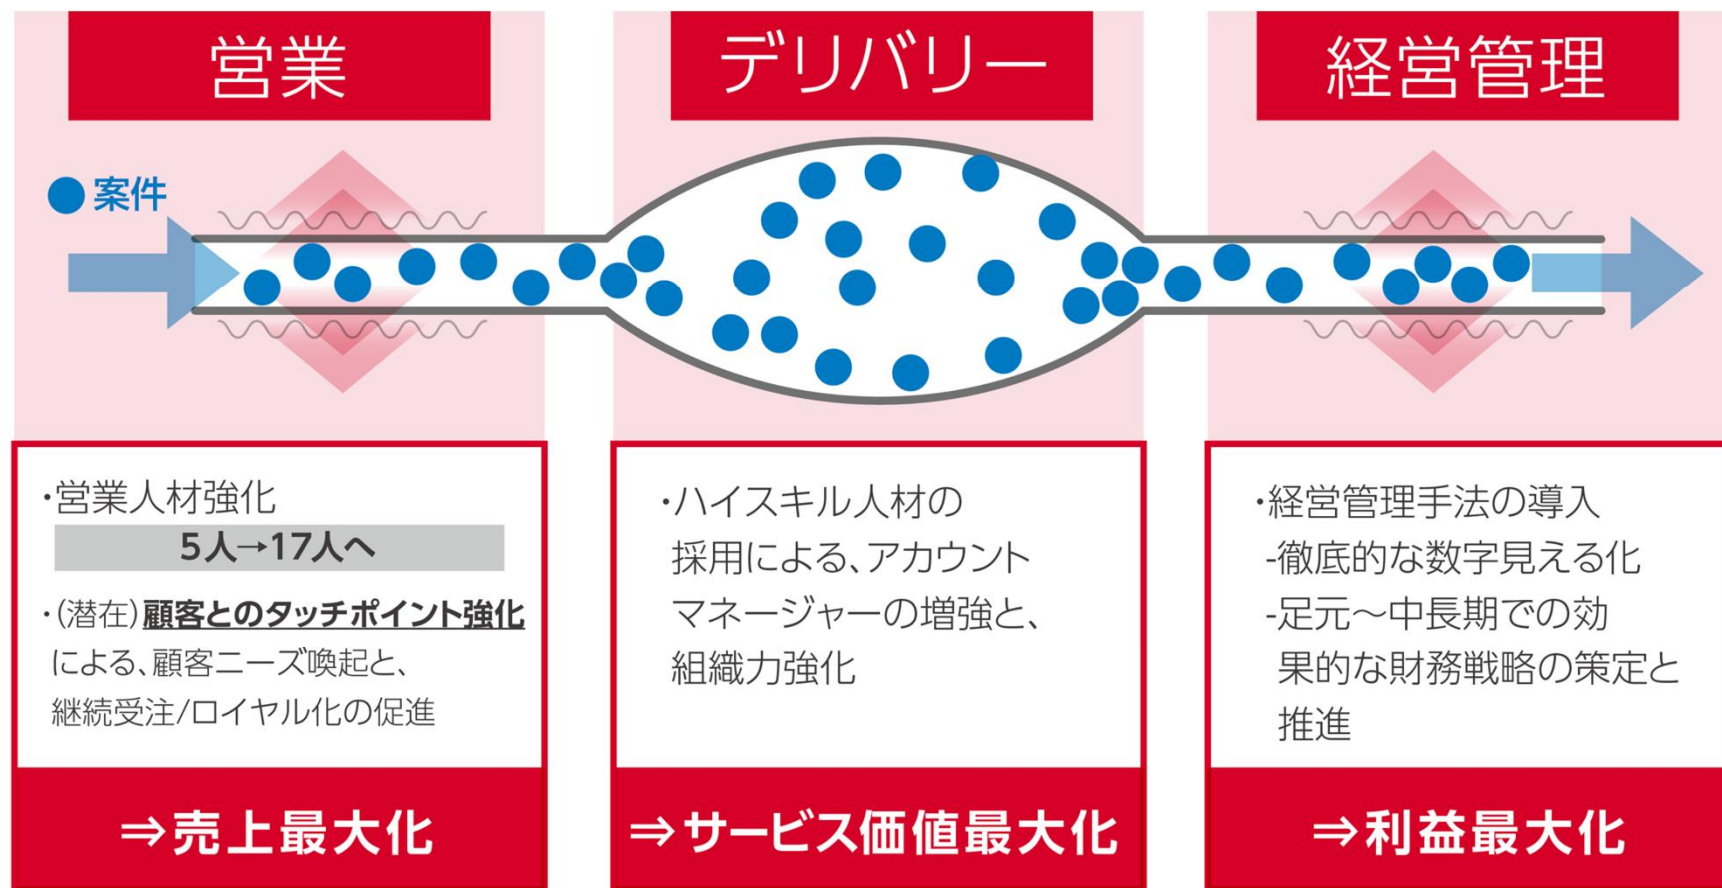 営業
デリバリー
経営管理
案件
・営業人材強化
5人→17人へ
・(潜在)顧客とのタッチポイント強化
による、顧客ニーズ喚起と、
継続受注/ロイヤル化の促進
⇒売上最大化
・ハイスキル人材の
採用による、アカウント
マネージャーの増強と、
組織力強化
⇒サービス価値最大化
・経営管理手法の導入
-徹底的な数字見える化
-足元～中長期での効
果的な財務戦略の策定と
推進
⇒利益最大化